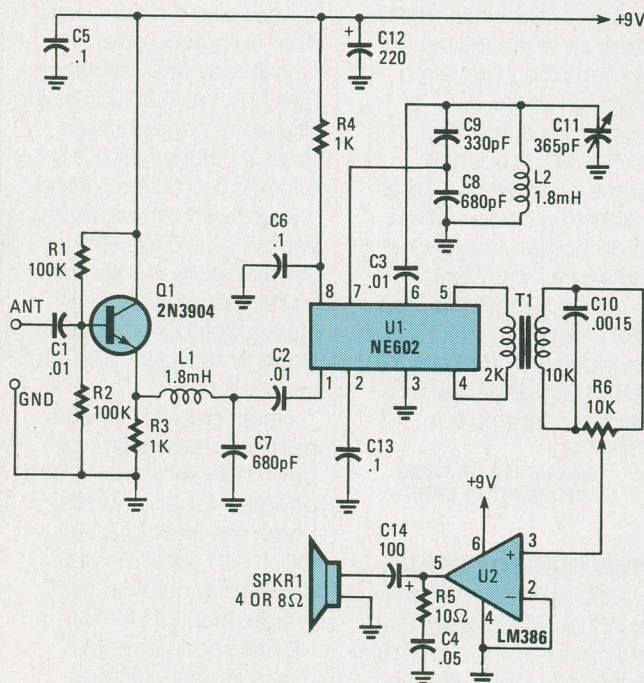 +9V
C5
.1
+
C12
220
R4
1K
C9
330pF
C11
365pF
C8
680pF
L2
1.8mH
C6
.1
C3
.01
R1
100K
Q1
2N3904
ANT
C1
.01
8
7
6
5
U1
NE602
1
2
3
4
T1
2K
10K
C10
.0015
R6
10K
L1
1.8mH
C2
.01
R2
100K
GND
R3
1K
C7
680pF
C13
.1
+9V
C14
100
+
SPKR1
4 OR 8Ω
5
6
+
3
U2
−
2
4
LM386
R5
10Ω
C4
.05